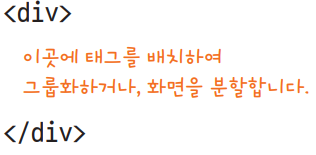 <div>
이곳에 태그를 배치하여
그룹화하거나, 화면을 분할합니다.
</div>